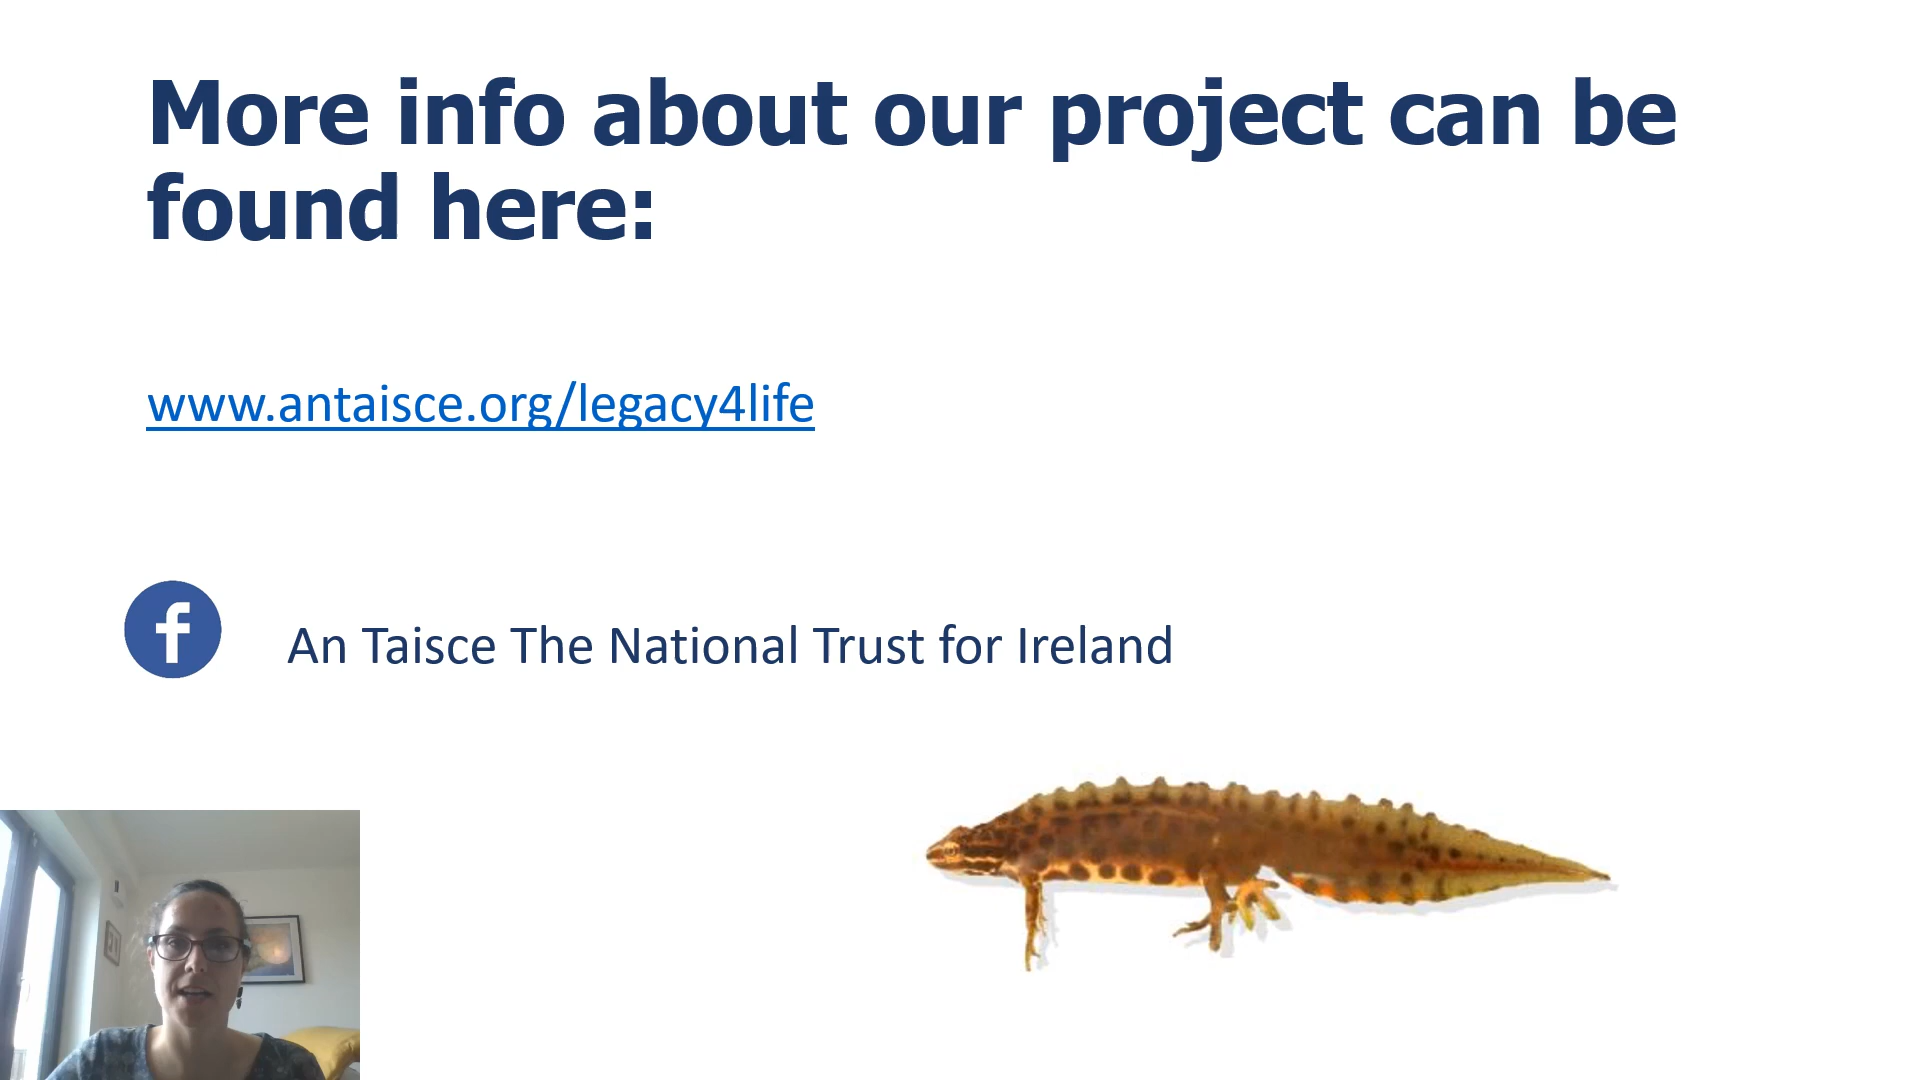 More info about our project can be
found here:
www.antaisce.org/legacy4life
f
An Taisce The National Trust for Ireland